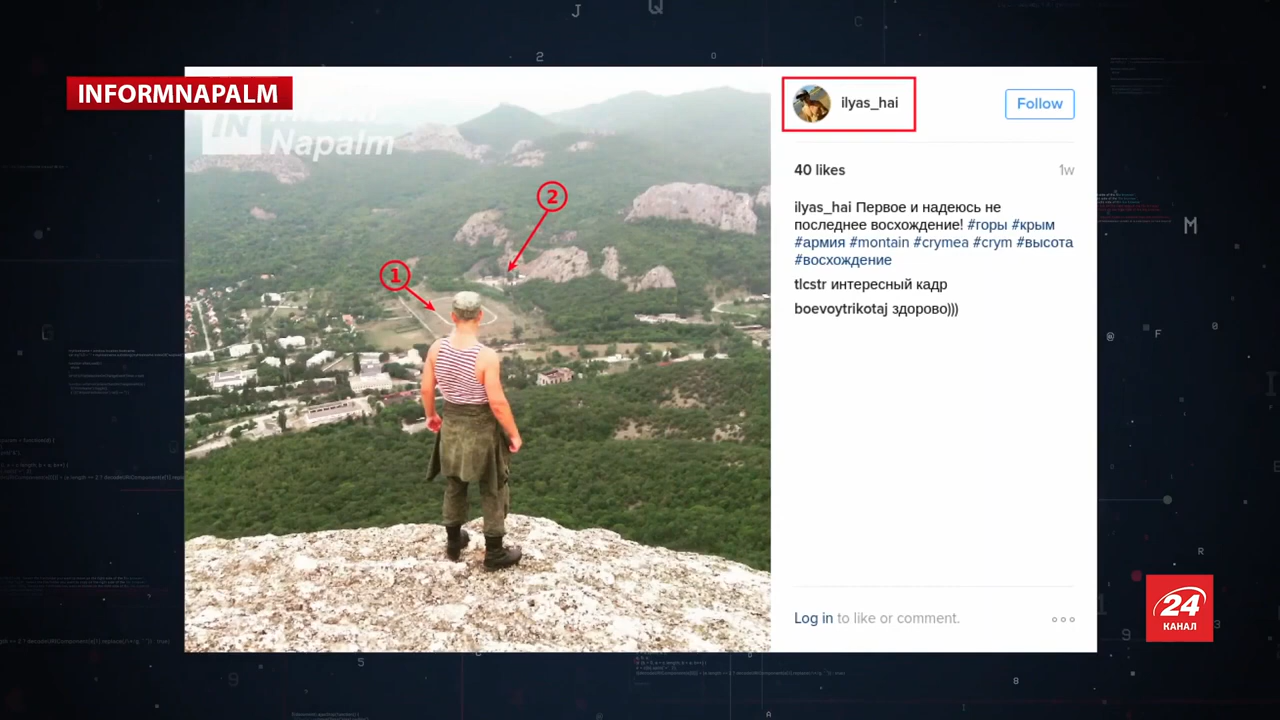 INFORMNAPALM
IN
Napalm
1
2
ilyas_hai
Follow
40 likes
1w
ilyas_hai Первое и надеюсь не
последнее восхождение! #горы #крым
#армия #montain #crymea #crym #высота
#восхождение
tlcstr интересный кадр
boevoytrikotaj здорово)))
Log in to like or comment.
24
КАНАЛ